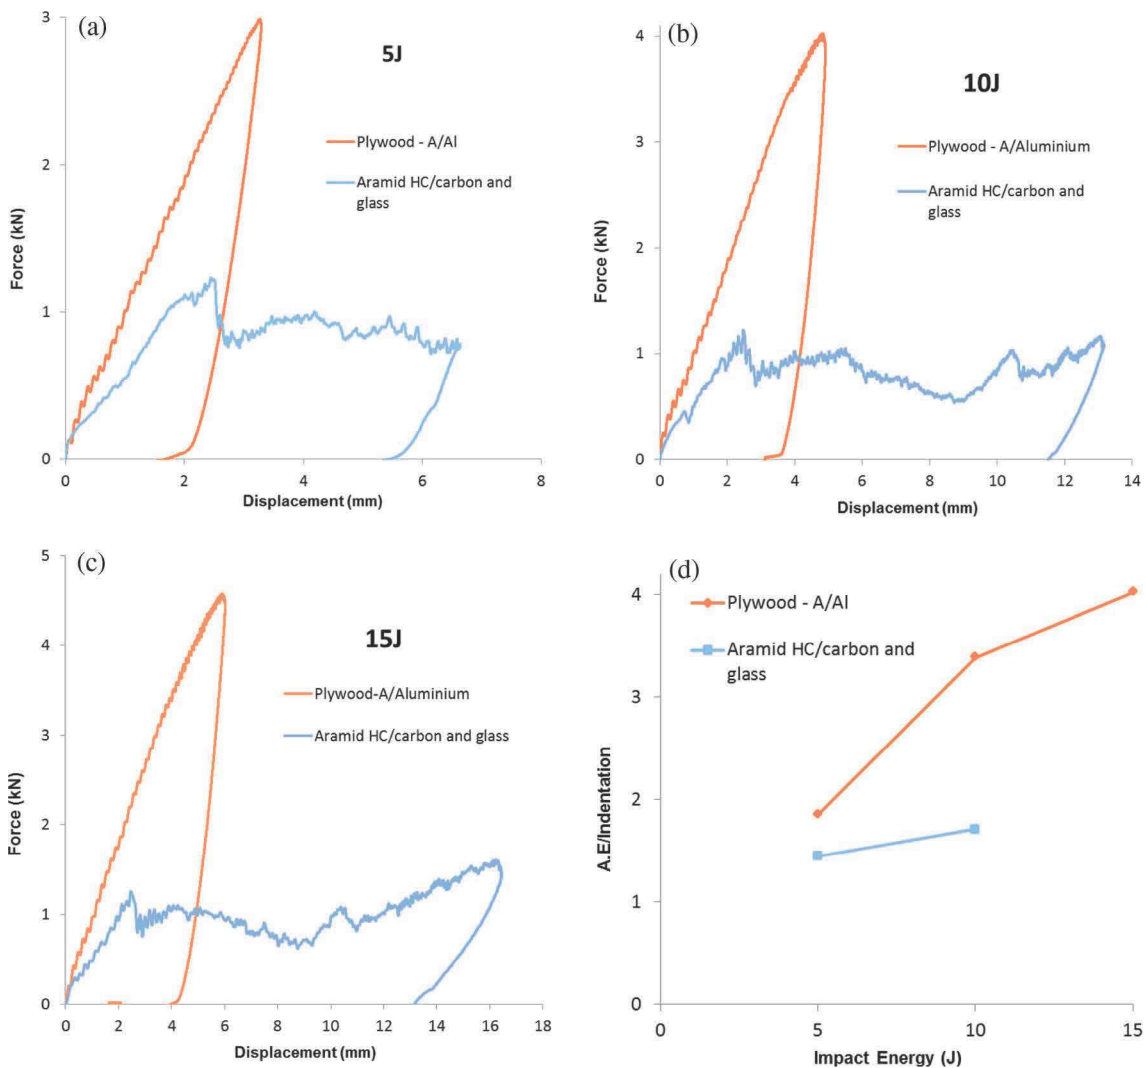 (a)
5J
Plywood - A/Al
Aramid HC/carbon and
glass
Force (kN)
3
2
1
0
0 2 4 6 8
Displacement (mm)
(b)
10J
Plywood - A/Aluminium
Aramid HC/carbon and
glass
Force (kN)
4
3
2
1
0
0 2 4 6 8 10 12 14
Displacement (mm)
(c)
15J
Plywood-A/Aluminium
Aramid HC/carbon and glass
Force (kN)
5
4
3
2
1
0
0 2 4 6 8 10 12 14 16 18
Displacement (mm)
(d)
Plywood - A/Al
Aramid HC/carbon and
glass
A.E/Indentation
4
3
2
1
0
0 5 10 15
Impact Energy (J)